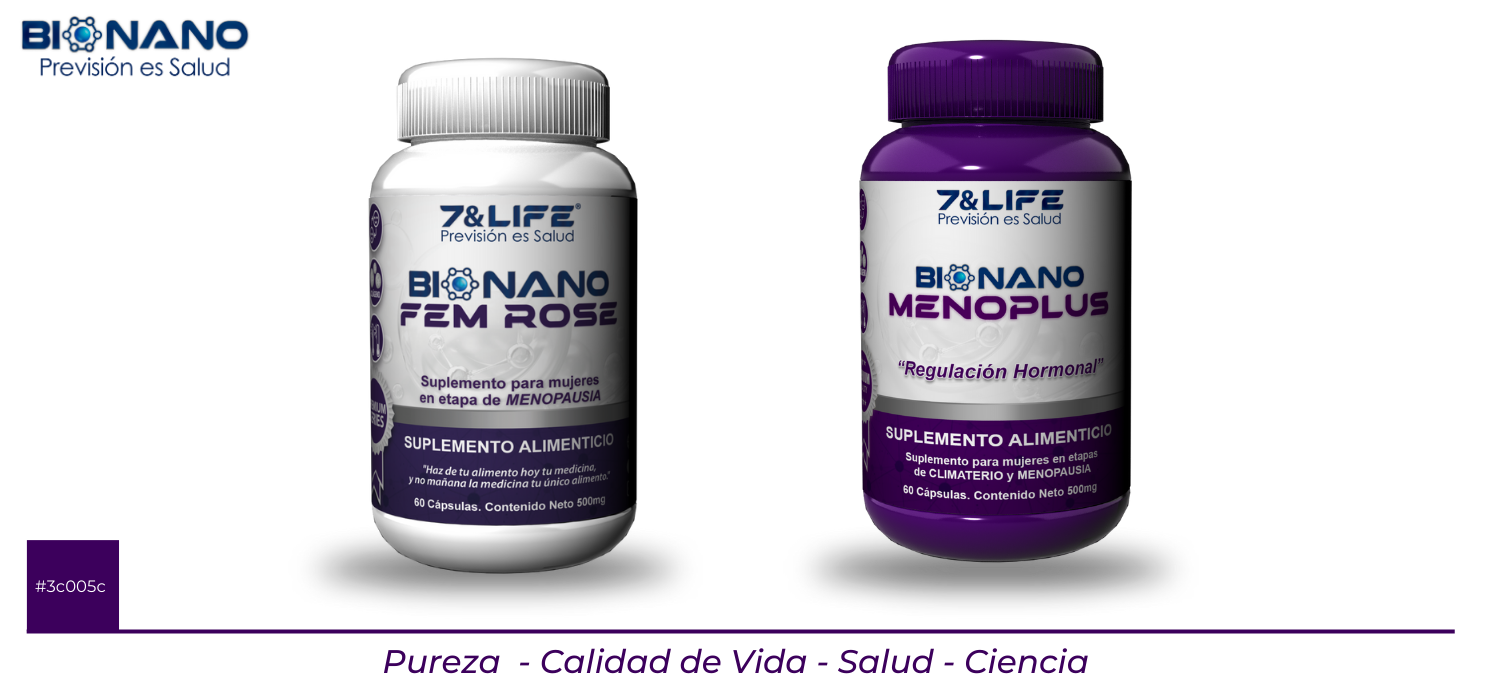 BIONANO
Previsión es Salud
7&LIFE®
Previsión es Salud
BIONANO
FEM ROSE
Suplemento para mujeres
en etapa de MENOPAUSIA
SUPLEMENTO ALIMENTICIO
"Haz de tu alimento hoy tu medicina,
y no mañana la medicina tu único alimento."
60 Cápsulas. Contenido Neto 500mg
7&LIFE
Previsión es Salud
BIONANO
MENOPLUS
“Regulación Hormonal”
SUPLEMENTO ALIMENTICIO
Suplemento para mujeres en etapas
de CLIMATERIO y MENOPAUSIA
60 Cápsulas. Contenido Neto 500mg
#3c005c
Pureza - Calidad de Vida - Salud - Ciencia